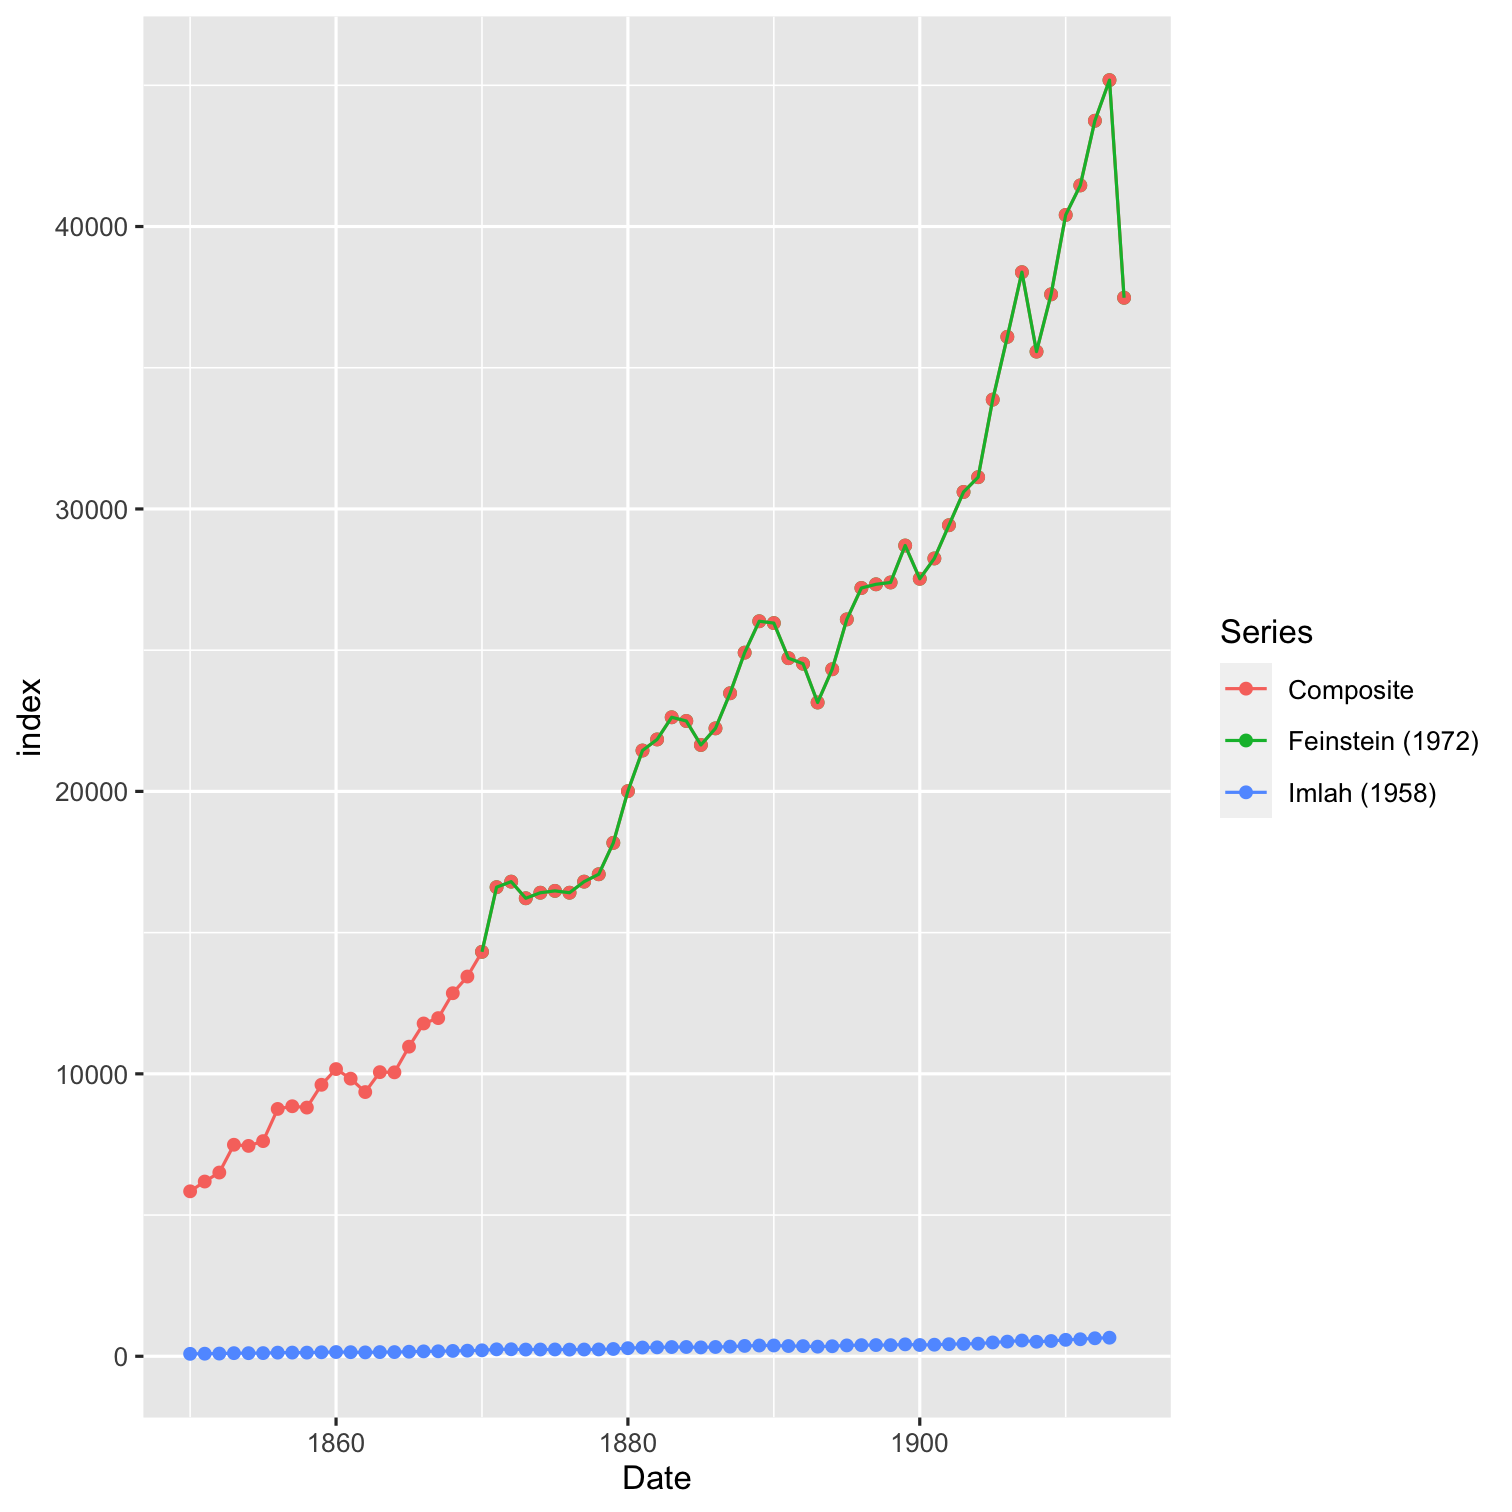 40000
30000
20000
10000
0
index
1860 1880 1900
Date
Series
Composite
Feinstein (1972)
Imlah (1958)